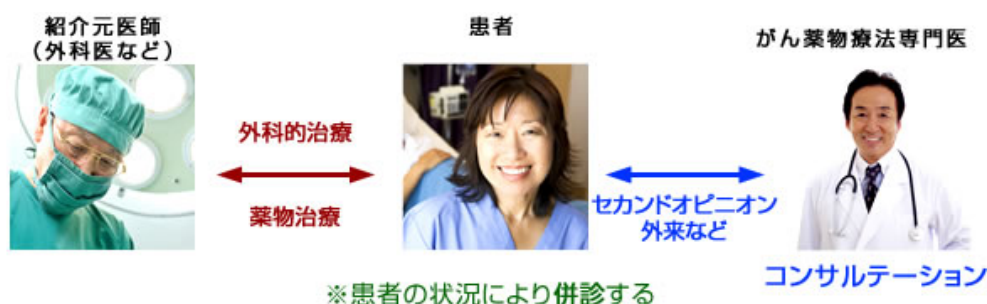 紹介元医師
（外科医など）
患者
がん薬物療法専門医
外科的治療
薬物治療
セカンドオピニオン
外来など
コンサルテーション
※患者の状況により併診する